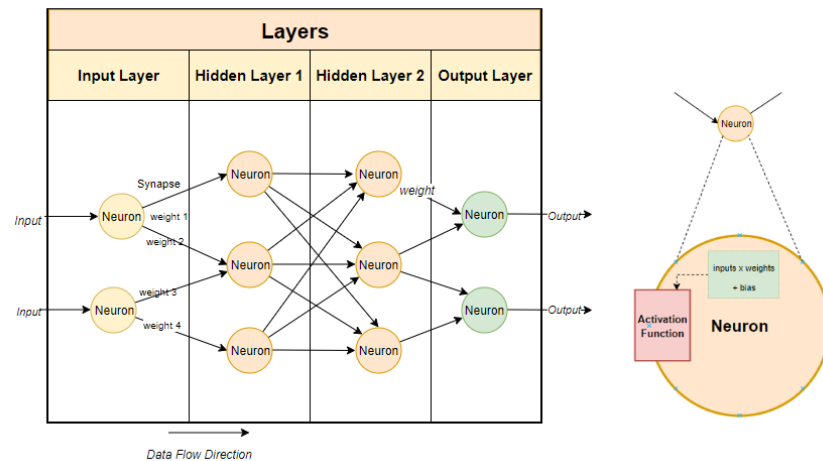 Layers
Input Layer
Hidden Layer 1
Hidden Layer 2
Output Layer
Synapse
Neuron
Neuron
weight
Input
Neuron
weight 1
Neuron
Output
weight 2
Neuron
Neuron
weight 3
Input
Neuron
Neuron
Output
weight 4
Neuron
Neuron
Data Flow Direction
Neuron
inputs x weights
+ bias
Activation
Function
Neuron